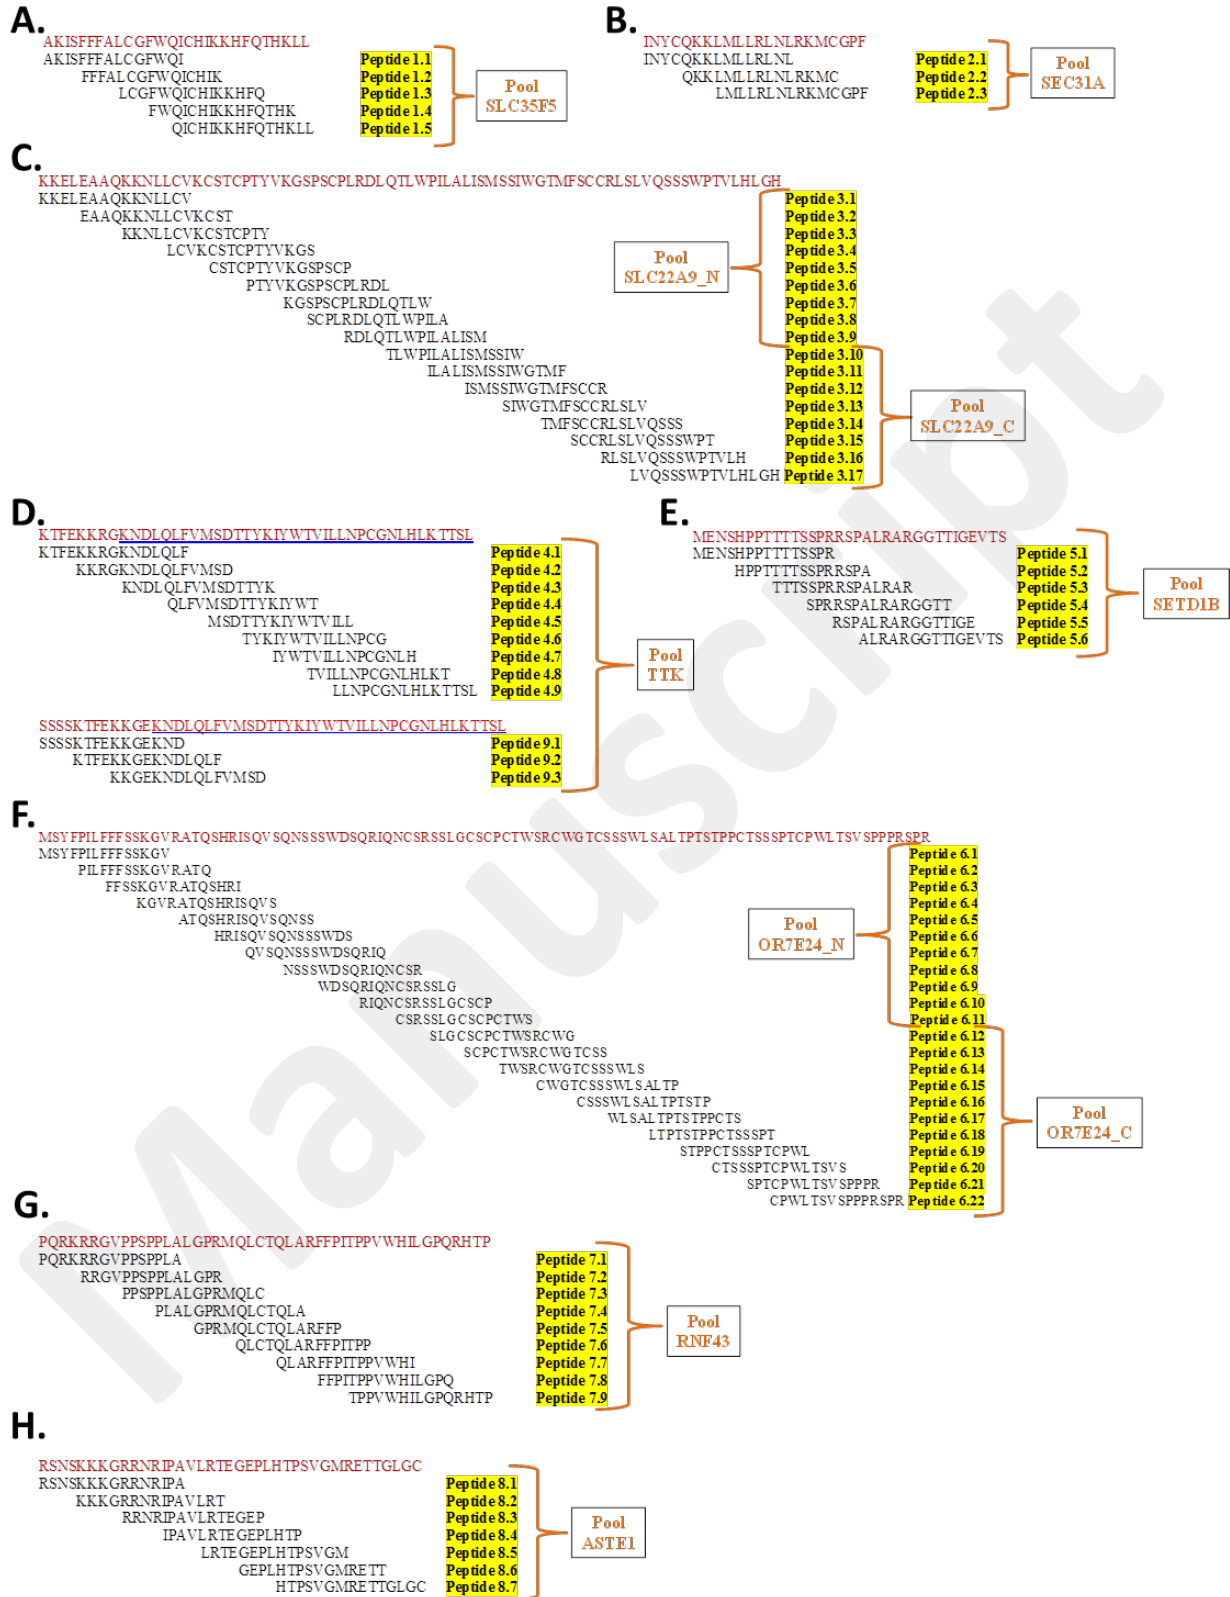 A.
AKISFFFALCGFWQICHIKKHFQTHKLL
AKISFFFALCGFWQI Peptide 1.1
FFFALCGFWQICHIK Peptide 1.2
LCGFWQICHIKKHFQ Peptide 1.3
FWQICHIKKHFQTHK Peptide 1.4
QICHIKKHFQTHKLL Peptide 1.5
Pool
SLC35F5
B.
INYCQKKLMLLRLNLRKMCGPF
INYCQKKLMLLRLNL Peptide 2.1
QKKLMLLRLNLRKMC Peptide 2.2
LMLLRLNLRKMCGPF Peptide 2.3
Pool
SEC31A
C.
KKELEAAQKKNLLCVKCSTCPTYVKGSPSCPLRDLQTLWPILALISMSSIWGTMFSCCRLSLVQSSSWPTVLHLGH
KKELEAAQKKNLLCV Peptide 3.1
EAAQKKNLLCVKCST Peptide 3.2
KKNLLCVKCSTCPTY Peptide 3.3
LCVKCSTCPTYVKGS Peptide 3.4
CSTCPTYVKGSPSCP Peptide 3.5
PTYVKGSPSCPLRDL Peptide 3.6
KGSPSCPLRDLQTLW Peptide 3.7
SCPLRDLQTLWPILA Peptide 3.8
RDLQTLWPILALISM Peptide 3.9
TLWPILALISMSSIW Peptide 3.10
ILALISMSSIWGTMF Peptide 3.11
ISMSSIWGTMFSCCR Peptide 3.12
SIWGTMFSCCRLSLV Peptide 3.13
TMFSCCRLSLVQSSS Peptide 3.14
SCCRLSLVQSSSWPT Peptide 3.15
RLSLVQSSSWPTVLH Peptide 3.16
LVQSSSWPTVLHLGH Peptide 3.17
Pool
SLC22A9_N
Pool
SLC22A9_C
D.
KTFEKKRGKNDLQLFVMSDTTYKIYWTVILLNPCGNLHLKTTSL
KTFEKKRGKNDLQLF Peptide 4.1
KKRGKNDLQLFVMSD Peptide 4.2
KNDLQLFVMSDTTYK Peptide 4.3
QLFVMSDTTYKIYWT Peptide 4.4
MSDTTYKIYWTVILL Peptide 4.5
TYKIYWTVILLNPCG Peptide 4.6
IYWTVILLNPCGNLH Peptide 4.7
TVILLNPCGNLHLKT Peptide 4.8
LLNPCGNLHLKTTSL Peptide 4.9
SSSSKTFEKKGEKNDLQLFVMSDTTYKIYWTVILLNPCGNLHLKTTSL
SSSSKTFEKKGEKND Peptide 9.1
KTFEKKGEKNDLQLF Peptide 9.2
KKGEKNDLQLFVMSD Peptide 9.3
Pool
TTK
E.
MENSHPPTTTTSSPRRSPALRARGGTTIGEVTS
MENSHPPTTTTSSPR Peptide 5.1
HPPTTTTSSPRRSPA Peptide 5.2
TTTSSPRRSPALRAR Peptide 5.3
SPRRSPALRARGGTT Peptide 5.4
RSPALRARGGTTIGE Peptide 5.5
ALRARGGTTIGEVTS Peptide 5.6
Pool
SETD1B
F.
MSYFPILFFFSSKGVRATQSHRISQVSQNSSSWDSQRIQNCSRSSLGCSCPCTWSRCWGTCSSSWLSALTPTSTPPCTSSSPTCPWLTSVSPPPRSPR
MSYFPILFFFSSKGV Peptide 6.1
PILFFFSSKGVRATQ Peptide 6.2
FFSSKGVRATQSHRI Peptide 6.3
KGVRATQSHRISQVS Peptide 6.4
ATQSHRISQVSQNSS Peptide 6.5
HRISQVSQNSSSWDS Peptide 6.6
QVSQNSSSWDSQRIQ Peptide 6.7
NSSSWDSQRIQNCSR Peptide 6.8
WDSQRIQNCSRSSLG Peptide 6.9
RIQNCSRSSLGCSCP Peptide 6.10
CSRSSLGCSCPCTWS Peptide 6.11
SLGCSCPCTWSRCWG Peptide 6.12
SCPCTWSRCWGTCSS Peptide 6.13
TWSRCWGTCSSSWLS Peptide 6.14
CWGTCSSSWLSALTP Peptide 6.15
CSSSWLSALTPTSTP Peptide 6.16
WLSALTPTSTPPCTS Peptide 6.17
LTPTSTPPCTSSSPT Peptide 6.18
STPPCTSSSPTCPWL Peptide 6.19
CTSSSPTCPWLTSVS Peptide 6.20
SPTCPWLTSVSPPPR Peptide 6.21
CPWLTSVSPPPRSPR Peptide 6.22
Pool
OR7E24_N
Pool
OR7E24_C
G.
PQRKRRGVPPSPPLALGPRMQLCTQLARFFPITPPVWHILGPQRHTP
PQRKRRGVPPSPPLA Peptide 7.1
RRGVPPSPPLALGPR Peptide 7.2
PPSPPLALGPRMQLC Peptide 7.3
PLALGPRMQLCTQLA Peptide 7.4
GPRMQLCTQLARFFP Peptide 7.5
QLCTQLARFFPITPP Peptide 7.6
QLARFFPITPPVWHI Peptide 7.7
FFPITPPVWHILGPQ Peptide 7.8
TPPVWHILGPQRHTP Peptide 7.9
Pool
RNF43
H.
RSNSKKKGRRNRIPAVLRTEGEPLHTPSVGMRETTGLGC
RSNSKKKGRRNRIPA Peptide 8.1
KKKGRRNRIPAVLRT Peptide 8.2
RRNRIPAVLRTEGEP Peptide 8.3
IPAVLRTEGEPLHTP Peptide 8.4
LRTEGEPLHTPSVGM Peptide 8.5
GEPLHTPSVGMRETT Peptide 8.6
HTPSVGMRETTGLGC Peptide 8.7
Pool
ASTE1
Manuscript